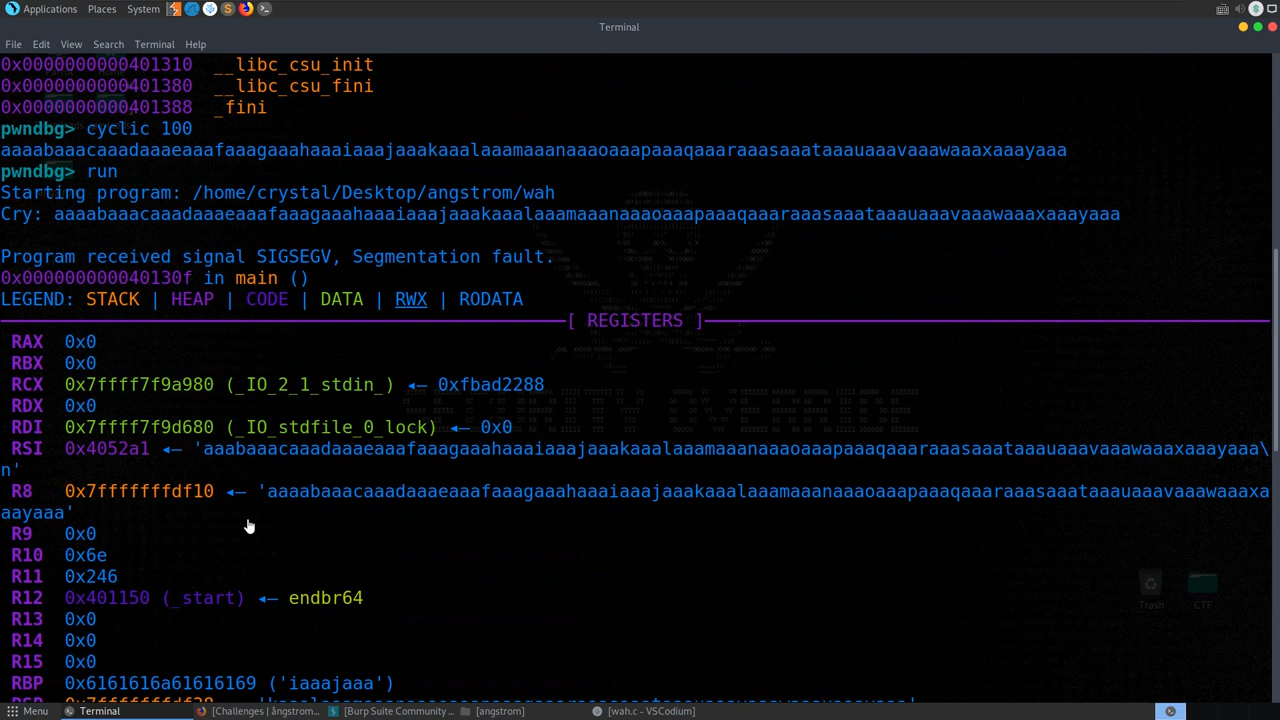 Applications Places System
Terminal
File Edit View Search Terminal Help
0x0000000000401310 __libc_csu_init
0x0000000000401380 __libc_csu_fini
0x0000000000401388 _fini
pwndbg> cyclic 100
aaaabaaacaaadaaaeaaafaaagaaahaaaiaaajaaakaaalaaamaaanaaaoaaapaaaqaaaraaasaaataaauaaavaaawaaaxaaayaaa
pwndbg> run
Starting program: /home/crystal/Desktop/angstrom/wah
Cry: aaaabaaacaaadaaaeaaafaaagaaahaaaiaaajaaakaaalaaamaaanaaaoaaapaaaqaaaraaasaaataaauaaavaaawaaaxaaayaaa
Program received signal SIGSEGV, Segmentation fault.
0x000000000040130f in main ()
LEGEND: STACK | HEAP | CODE | DATA | RWX | RODATA
[ REGISTERS ]
RAX 0x0
RBX 0x0
RCX 0x7ffff7f9a980 (_IO_2_1_stdin_) ◂— 0xfbad2288
RDX 0x0
RDI 0x7ffff7f9d680 (_IO_stdfile_0_lock) ◂— 0x0
RSI 0x4052a1 ◂— 'aaabaaacaaadaaaeaaafaaagaaahaaaiaaajaaakaaalaaamaaanaaaoaaapaaaqaaaraaasaaataaauaaavaaawaaaxaaayaaa\
n'
R8 0x7fffffffdf10 ◂— 'aaaabaaacaaadaaaeaaafaaagaaahaaaiaaajaaakaaalaaamaaanaaaoaaapaaaqaaaraaasaaataaauaaavaaawaaaxa
aayaaa'
R9 0x0
R10 0x6e
R11 0x246
R12 0x401150 (_start) ◂— endbr64
R13 0x0
R14 0x0
R15 0x0
Trash CTF
RBP 0x6161616a61616169 ('iaaajaaa')
Menu Terminal [Challenges | ångstrom... [Burp Suite Community ... [angstrom] [wah.c - VSCodium]